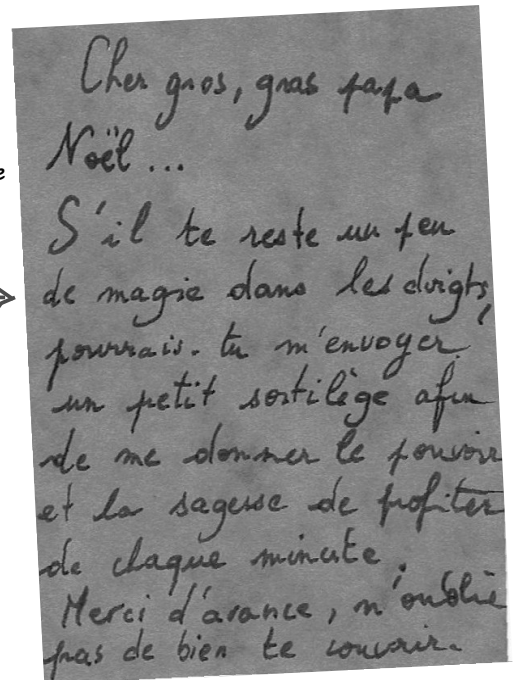 Cher gros, gras papa
Noël...
S'il te reste un peu
de magie dans les doigts,
pourrais-tu m'envoyer
un petit sortilège afin
de me donner le pouvoir
et la sagesse de profiter
de chaque minute.
Merci d'avance, n'oublie
pas de bien te couvrir.